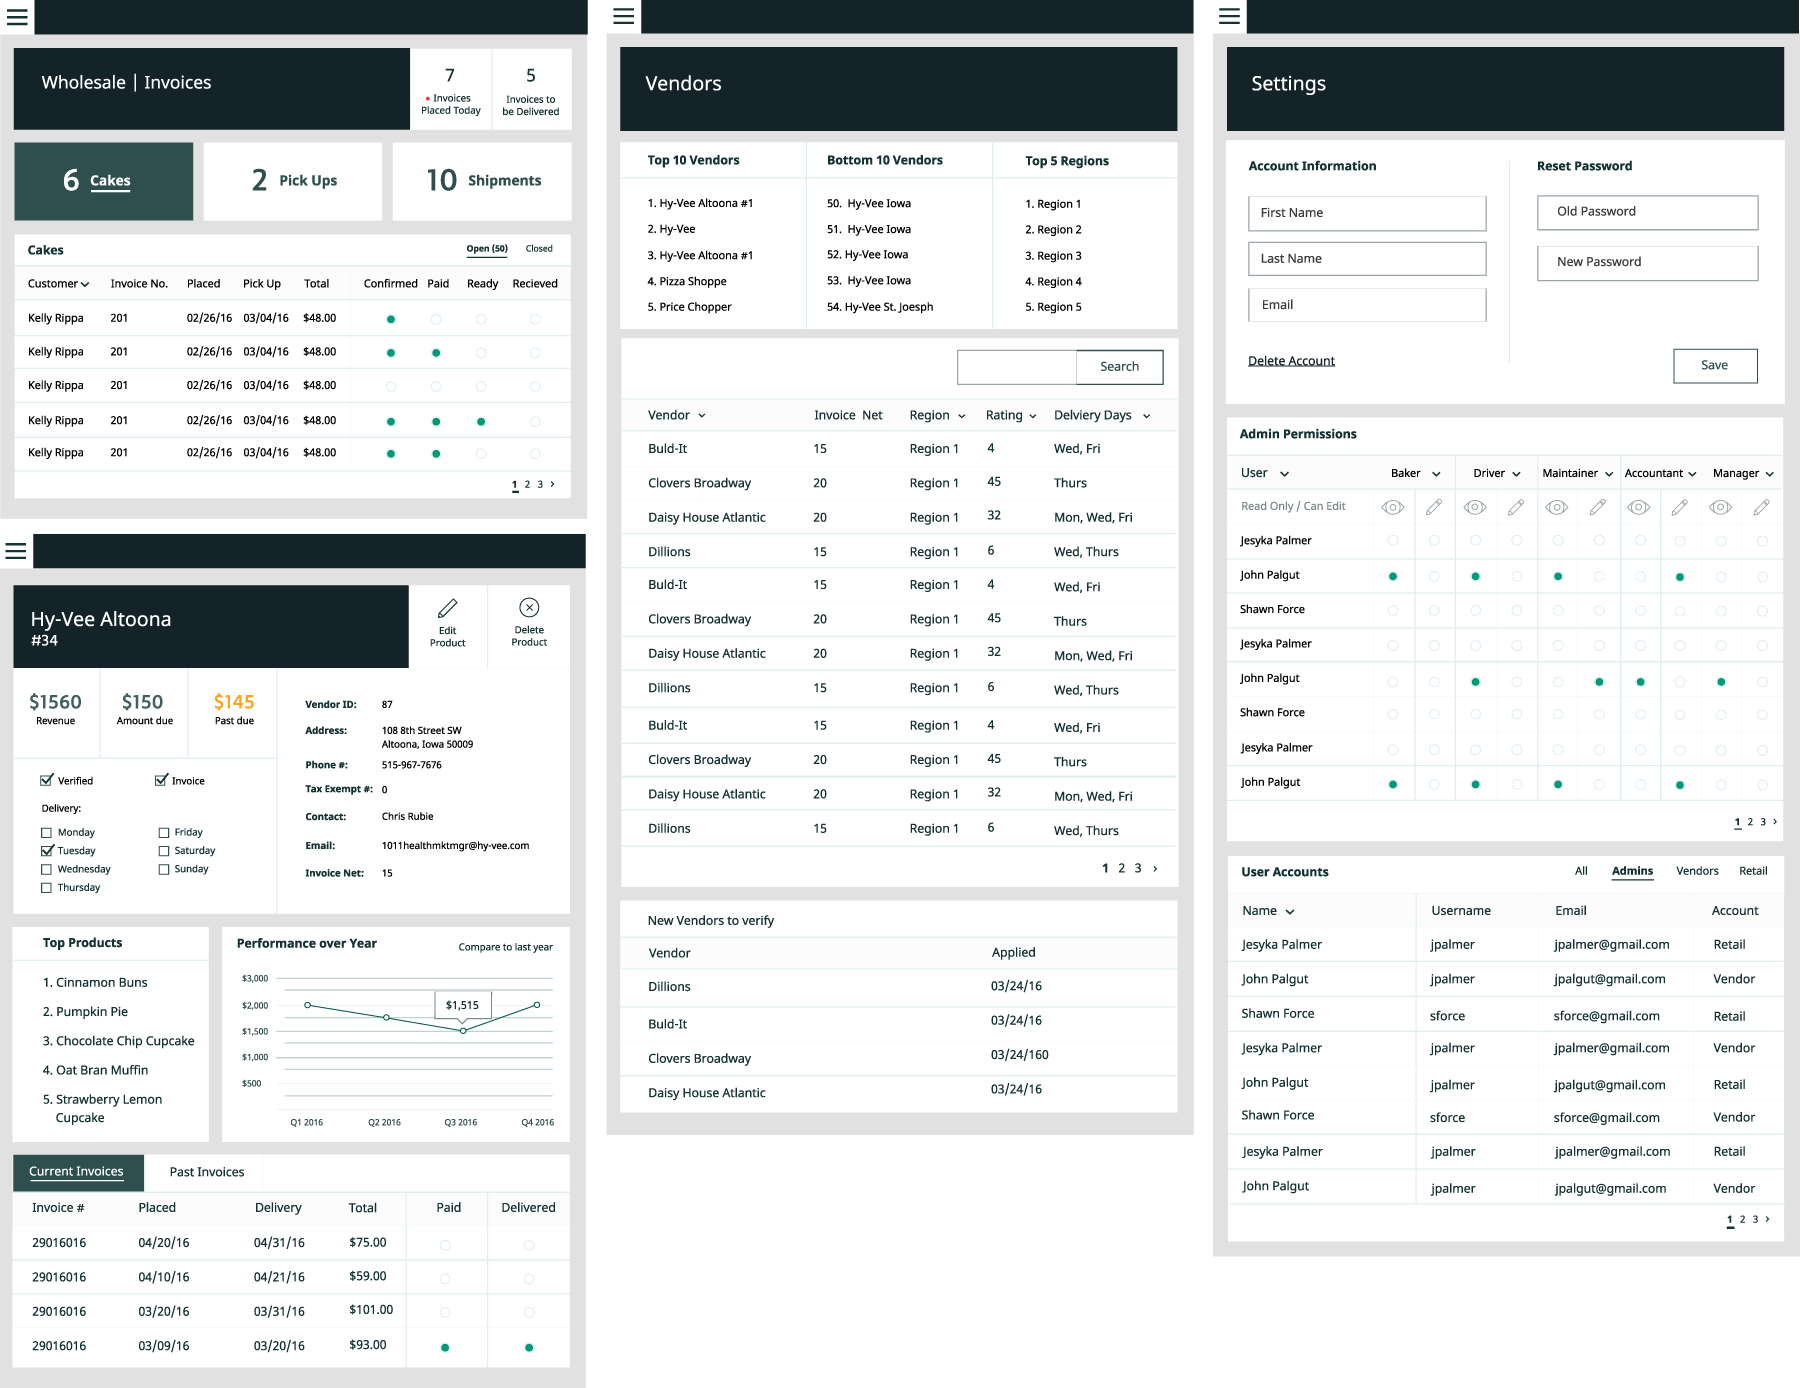 Wholesale | Invoices
7
Invoices
Placed Today
5
Invoices to
be Delivered
6 Cakes
2 Pick Ups
10 Shipments
Cakes Open (50) Closed
Customer Invoice No. Placed Pick Up Total Confirmed Paid Ready Recieved
Kelly Rippa 201 02/26/16 03/04/16 $48.00
Kelly Rippa 201 02/26/16 03/04/16 $48.00
Kelly Rippa 201 02/26/16 03/04/16 $48.00
Kelly Rippa 201 02/26/16 03/04/16 $48.00
Kelly Rippa 201 02/26/16 03/04/16 $48.00
1 2 3 >
Hy-Vee Altoona
#34
Edit
Product
Delete
Product
$1560
Revenue
$150
Amount due
$145
Past due
Verified Invoice
Delivery:
Monday Friday
Tuesday Saturday
Wednesday Sunday
Thursday
Vendor ID: 87
Address: 108 8th Street SW
Altoona, Iowa 50009
Phone #: 515-967-7676
Tax Exempt #: 0
Contact: Chris Rubie
Email: 1011healthmktmgr@hy-vee.com
Invoice Net: 15
Top Products
1. Cinnamon Buns
2. Pumpkin Pie
3. Chocolate Chip Cupcake
4. Oat Bran Muffin
5. Strawberry Lemon
Cupcake
Performance over Year Compare to last year
$3,000
$2,000
$1,515
$1,500
$1,000
$500
Q1 2016 Q2 2016 Q3 2016 Q4 2016
Current Invoices Past Invoices
Invoice # Placed Delivery Total Paid Delivered
29016016 04/20/16 04/31/16 $75.00
29016016 04/10/16 04/21/16 $59.00
29016016 03/20/16 03/31/16 $101.00
29016016 03/09/16 03/20/16 $93.00
Vendors
Top 10 Vendors
1. Hy-Vee Altoona #1
2. Hy-Vee
3. Hy-Vee Altoona #1
4. Pizza Shoppe
5. Price Chopper
Bottom 10 Vendors
50. Hy-Vee Iowa
51. Hy-Vee Iowa
52. Hy-Vee Iowa
53. Hy-Vee Iowa
54. Hy-Vee St. Joesph
Top 5 Regions
1. Region 1
2. Region 2
3. Region 3
4. Region 4
5. Region 5
Search
Vendor Invoice Net Region Rating Delviery Days
Buld-It 15 Region 1 4 Wed, Fri
Clovers Broadway 20 Region 1 45 Thurs
Daisy House Atlantic 20 Region 1 32 Mon, Wed, Fri
Dillions 15 Region 1 6 Wed, Thurs
Buld-It 15 Region 1 4 Wed, Fri
Clovers Broadway 20 Region 1 45 Thurs
Daisy House Atlantic 20 Region 1 32 Mon, Wed, Fri
Dillions 15 Region 1 6 Wed, Thurs
Buld-It 15 Region 1 4 Wed, Fri
Clovers Broadway 20 Region 1 45 Thurs
Daisy House Atlantic 20 Region 1 32 Mon, Wed, Fri
Dillions 15 Region 1 6 Wed, Thurs
1 2 3 >
New Vendors to verify
Vendor Applied
Dillions 03/24/16
Buld-It 03/24/16
Clovers Broadway 03/24/160
Daisy House Atlantic 03/24/16
Settings
Account Information
First Name
Last Name
Email
Delete Account
Reset Password
Old Password
New Password
Save
Admin Permissions
User Baker Driver Maintainer Accountant Manager
Read Only / Can Edit
Jesyka Palmer
John Palgut
Shawn Force
Jesyka Palmer
John Palgut
Shawn Force
Jesyka Palmer
John Palgut
1 2 3 >
User Accounts All Admins Vendors Retail
Name Username Email Account
Jesyka Palmer jpalmer jpalmer@gmail.com Retail
John Palgut jpalmer jpalgut@gmail.com Vendor
Shawn Force sforce sforce@gmail.com Retail
Jesyka Palmer jpalmer jpalmer@gmail.com Vendor
John Palgut jpalmer jpalgut@gmail.com Retail
Shawn Force sforce sforce@gmail.com Vendor
Jesyka Palmer jpalmer jpalmer@gmail.com Retail
John Palgut jpalmer jpalgut@gmail.com Vendor
1 2 3 >